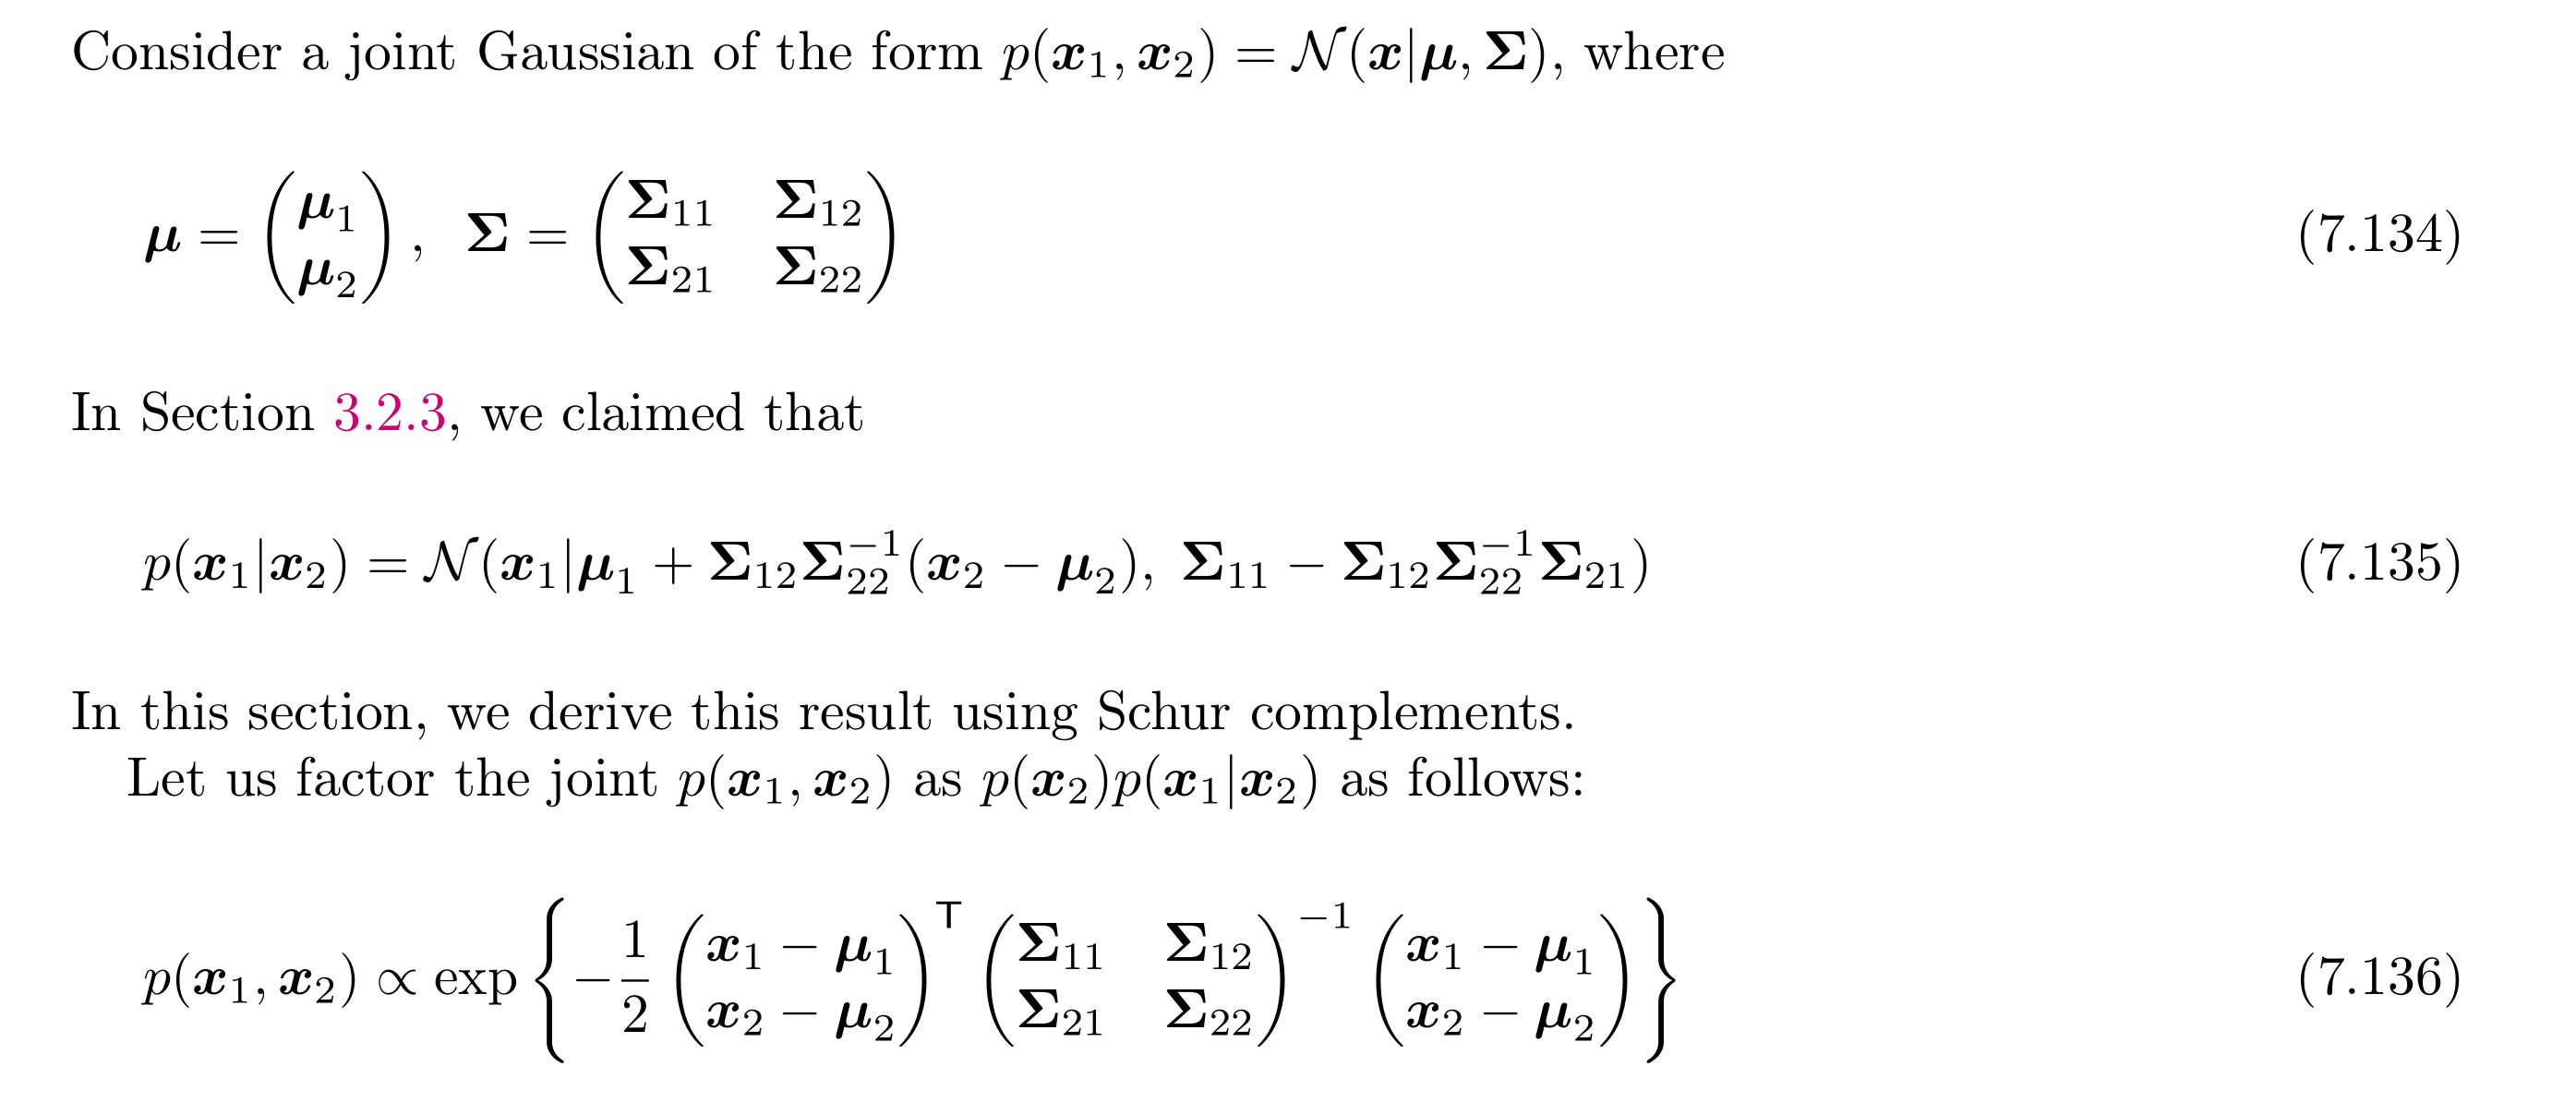 Consider a joint Gaussian of the form $p(\boldsymbol{x}_1, \boldsymbol{x}_2) = \mathcal{N}(\boldsymbol{x}|\boldsymbol{\mu}, \boldsymbol{\Sigma})$, where
$\boldsymbol{\mu} = \begin{pmatrix} \boldsymbol{\mu}_1 \\ \boldsymbol{\mu}_2 \end{pmatrix}, \ \boldsymbol{\Sigma} = \begin{pmatrix} \boldsymbol{\Sigma}_{11} & \boldsymbol{\Sigma}_{12} \\ \boldsymbol{\Sigma}_{21} & \boldsymbol{\Sigma}_{22} \end{pmatrix}$ (7.134)
In Section 3.2.3, we claimed that
$p(\boldsymbol{x}_1|\boldsymbol{x}_2) = \mathcal{N}(\boldsymbol{x}_1|\boldsymbol{\mu}_1 + \boldsymbol{\Sigma}_{12}\boldsymbol{\Sigma}_{22}^{-1}(\boldsymbol{x}_2 - \boldsymbol{\mu}_2), \ \boldsymbol{\Sigma}_{11} - \boldsymbol{\Sigma}_{12}\boldsymbol{\Sigma}_{22}^{-1}\boldsymbol{\Sigma}_{21})$ (7.135)
In this section, we derive this result using Schur complements.
Let us factor the joint $p(\boldsymbol{x}_1, \boldsymbol{x}_2)$ as $p(\boldsymbol{x}_2)p(\boldsymbol{x}_1|\boldsymbol{x}_2)$ as follows:
$p(\boldsymbol{x}_1, \boldsymbol{x}_2) \propto \exp \left\{ -\frac{1}{2} \begin{pmatrix} \boldsymbol{x}_1 - \boldsymbol{\mu}_1 \\ \boldsymbol{x}_2 - \boldsymbol{\mu}_2 \end{pmatrix}^{\mathsf{T}} \begin{pmatrix} \boldsymbol{\Sigma}_{11} & \boldsymbol{\Sigma}_{12} \\ \boldsymbol{\Sigma}_{21} & \boldsymbol{\Sigma}_{22} \end{pmatrix}^{-1} \begin{pmatrix} \boldsymbol{x}_1 - \boldsymbol{\mu}_1 \\ \boldsymbol{x}_2 - \boldsymbol{\mu}_2 \end{pmatrix} \right\}$ (7.136)